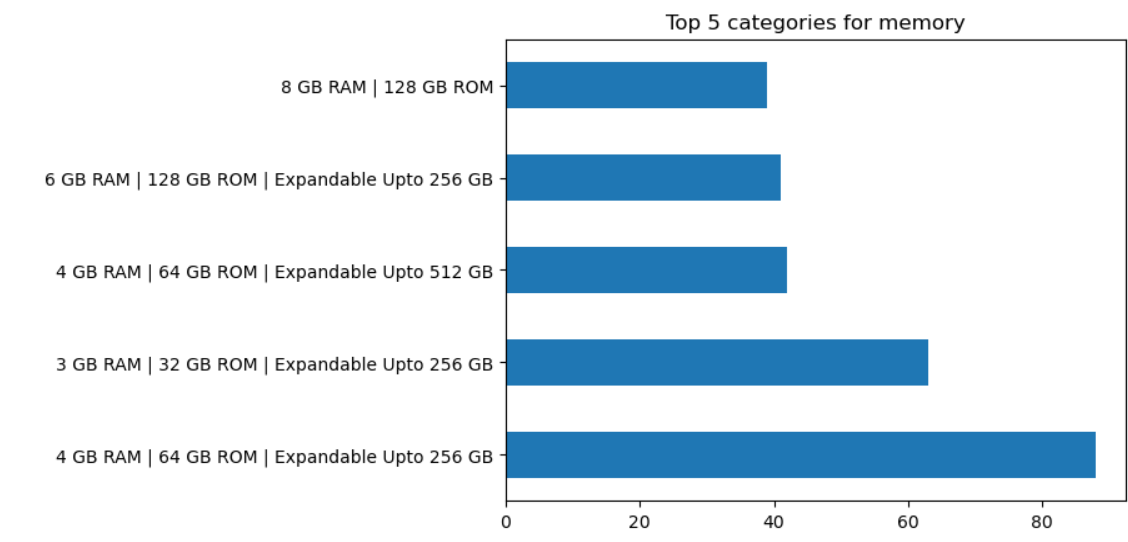 Top 5 categories for memory
8 GB RAM | 128 GB ROM
6 GB RAM | 128 GB ROM | Expandable Upto 256 GB
4 GB RAM | 64 GB ROM | Expandable Upto 512 GB
3 GB RAM | 32 GB ROM | Expandable Upto 256 GB
4 GB RAM | 64 GB ROM | Expandable Upto 256 GB
0 20 40 60 80